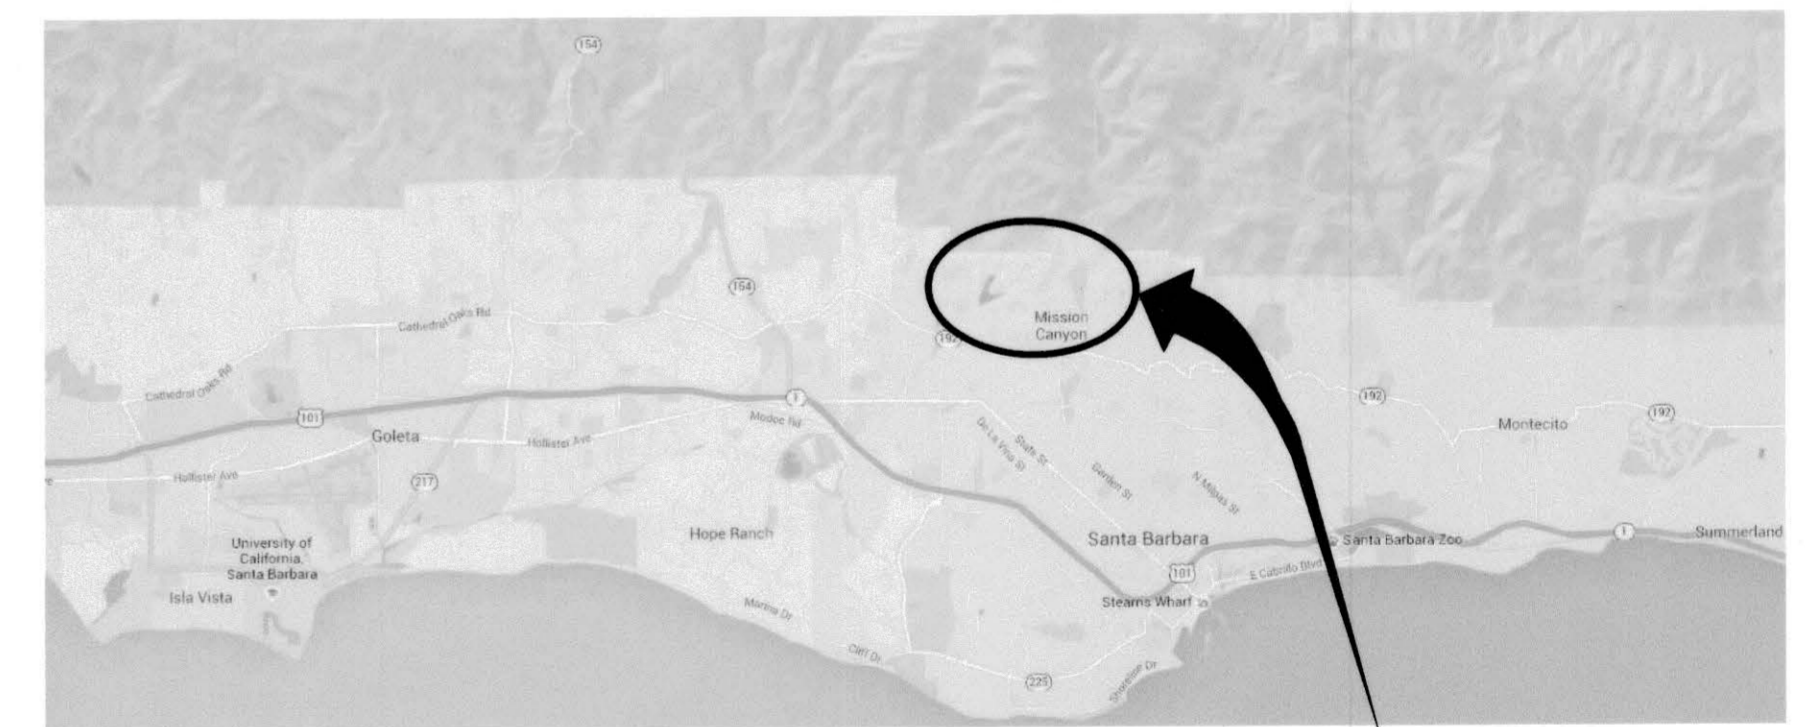 154
154
Cathedral Oaks Rd
Mission
Canyon
192
Cathedral Oaks Rd
192
1
101
192
Modoc Rd
Montecito
Goleta
Hollister Ave
State St
De La Vina St
Garden St
Hollister Ave
217
N Milpas St
Hope Ranch
Santa Barbara
1
Summerland
Santa Barbara Zoo
University of
California,
Santa Barbara
101
E Cabrillo Blvd
Isla Vista
Stearns Wharf
Marina Dr
Cliff Dr
225
Shoreline Dr